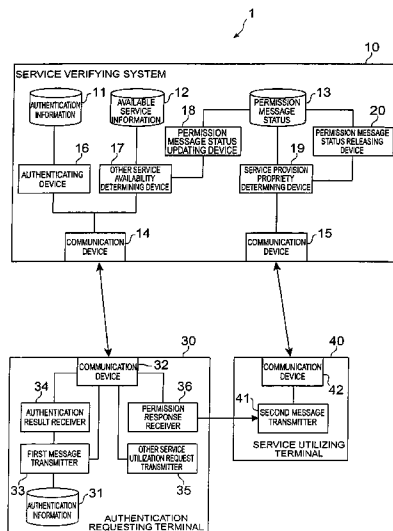 1
10
SERVICE VERIFYING SYSTEM
11
12
13
AUTHENTICATION
INFORMATION
AVAILABLE
SERVICE
INFORMATION
PERMISSION
MESSAGE
STATUS
18
20
PERMISSION
MESSAGE STATUS
UPDATING DEVICE
PERMISSION MESSAGE
STATUS RELEASING
DEVICE
16
17
19
AUTHENTICATING
DEVICE
OTHER SERVICE
AVAILABILITY
DETERMINING DEVICE
SERVICE PROVISION
PROPRIETY
DETERMINING DEVICE
COMMUNICATION
DEVICE
14
COMMUNICATION
DEVICE
15
30
40
COMMUNICATION
DEVICE
32
COMMUNICATION
DEVICE
42
34
36
41
AUTHENTICATION
RESULT RECEIVER
PERMISSION
RESPONSE
RECEIVER
SECOND MESSAGE
TRANSMITTER
SERVICE UTILIZING
TERMINAL
FIRST MESSAGE
TRANSMITTER
33
OTHER SERVICE
UTILIZATION REQUEST
TRANSMITTER
35
31
AUTHENTICATION
INFORMATION
AUTHENTICATION
REQUESTING TERMINAL